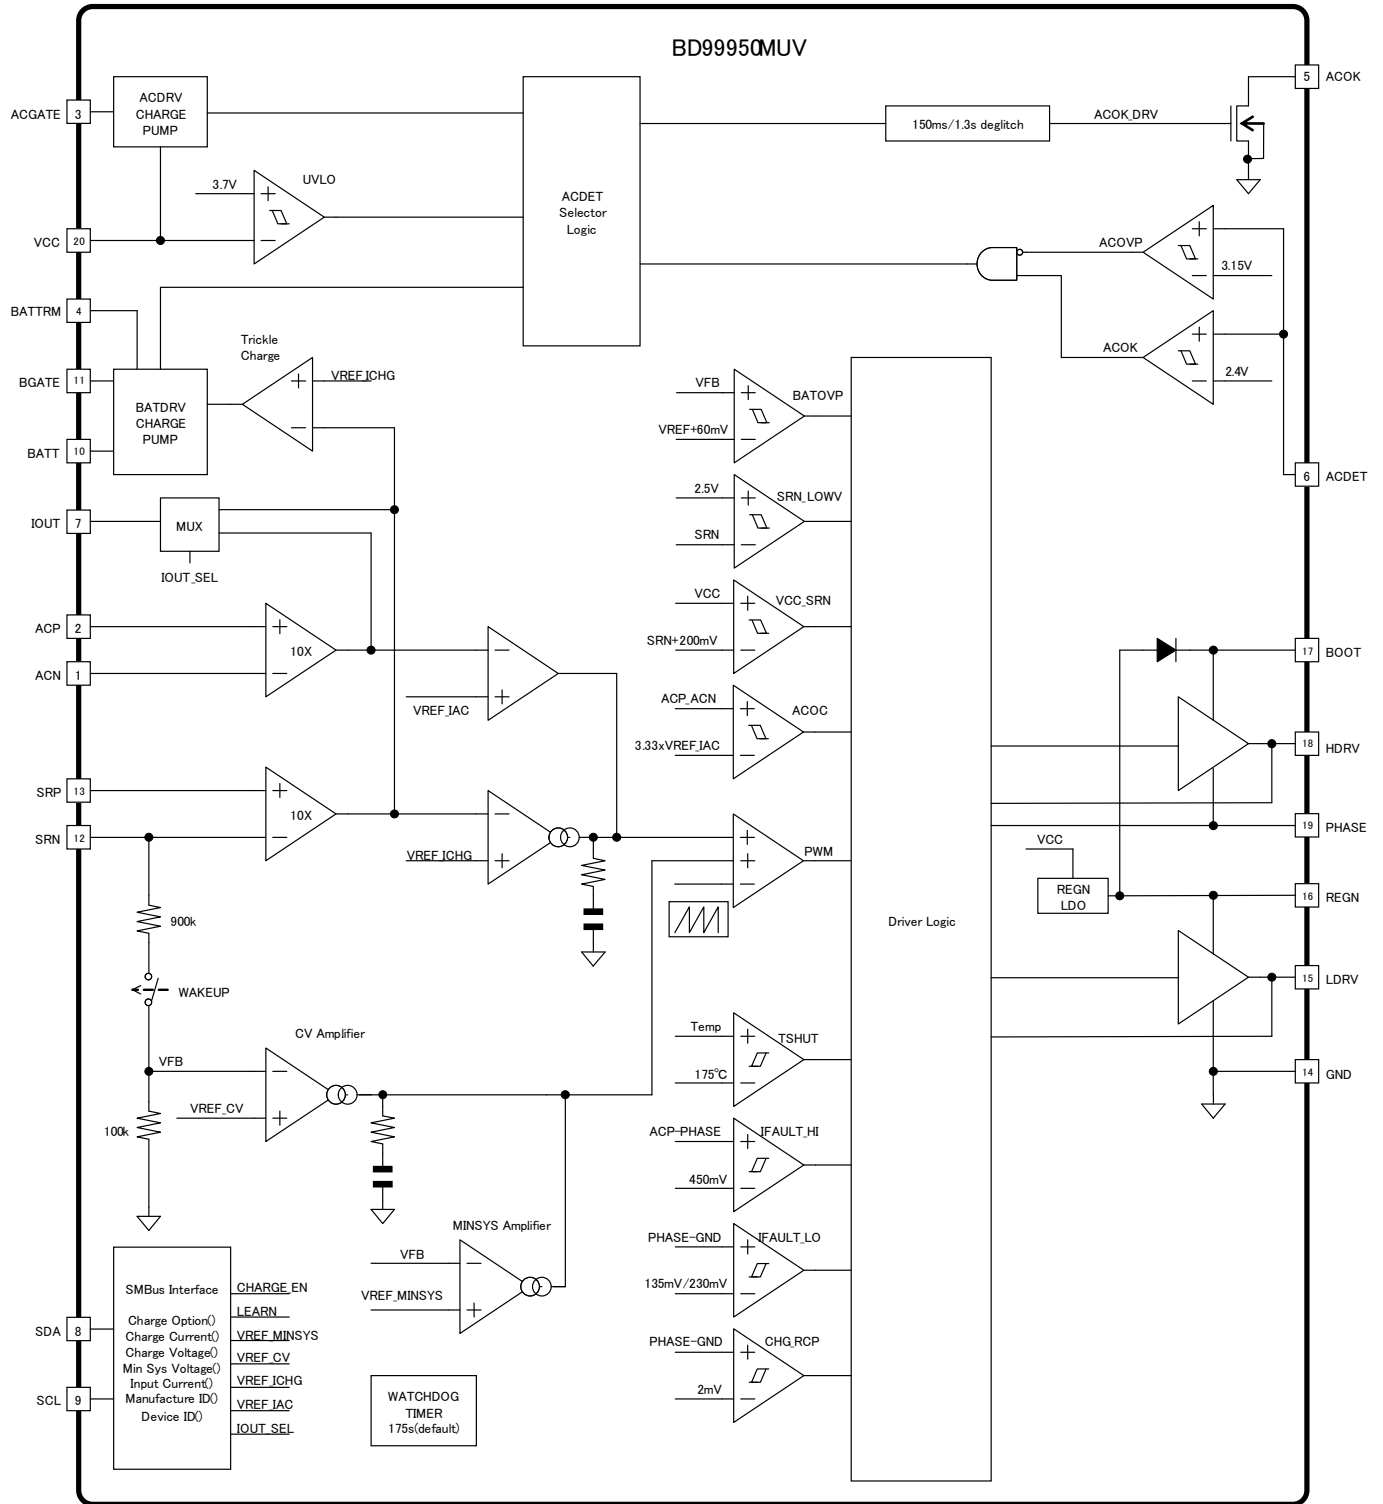 BD99950MUV
ACGATE 3
ACDRV
CHARGE
PUMP
VCC 20
3.7V
+
−
UVLO
ACDET
Selector
Logic
150ms/1.3s deglitch
ACOK_DRV
5 ACOK
ACOVP
+
−
3.15V
ACOK
+
−
2.4V
6 ACDET
BATTRM 4
BGATE 11
BATT 10
BATDRV
CHARGE
PUMP
Trickle
Charge
+
−
VREF_ICHG
IOUT 7
MUX
IOUT_SEL
ACP 2
ACN 1
+
−
10X
−
+
VREF_IAC
SRP 13
SRN 12
+
−
10X
−
+
VREF_ICHG
900k
WAKEUP
VFB
100k
CV Amplifier
−
+
VREF_CV
MINSYS Amplifier
VFB
−
VREF_MINSYS
+
VFB
+
BATOVP
VREF+60mV
−
2.5V
+
SRN_LOWV
SRN
−
VCC
+
VCC_SRN
SRN+200mV
−
ACP_ACN
+
ACOC
3.33xVREF_IAC
−
+
+
−
PWM
Temp
+
TSHUT
175°C
−
ACP-PHASE
+
IFAULT_HI
450mV
−
PHASE-GND
+
IFAULT_LO
135mV/230mV
−
PHASE-GND
+
CHG_RCP
2mV
−
Driver Logic
17 BOOT
18 HDRV
19 PHASE
VCC
REGN
LDO
16 REGN
15 LDRV
14 GND
SDA 8
SCL 9
SMBus Interface
Charge Option()
Charge Current()
Charge Voltage()
Min Sys Voltage()
Input Current()
Manufacture ID()
Device ID()
CHARGE_EN
LEARN
VREF_MINSYS
VREF_CV
VREF_ICHG
VREF_IAC
IOUT_SEL
WATCHDOG
TIMER
175s(default)